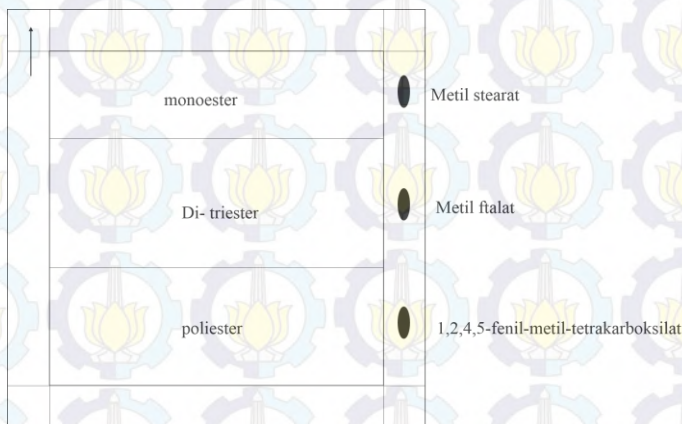 monoester
Metil stearat
Di- triester
Metil ftalat
poliester
1,2,4,5-fenil-metil-tetrakarboksilat